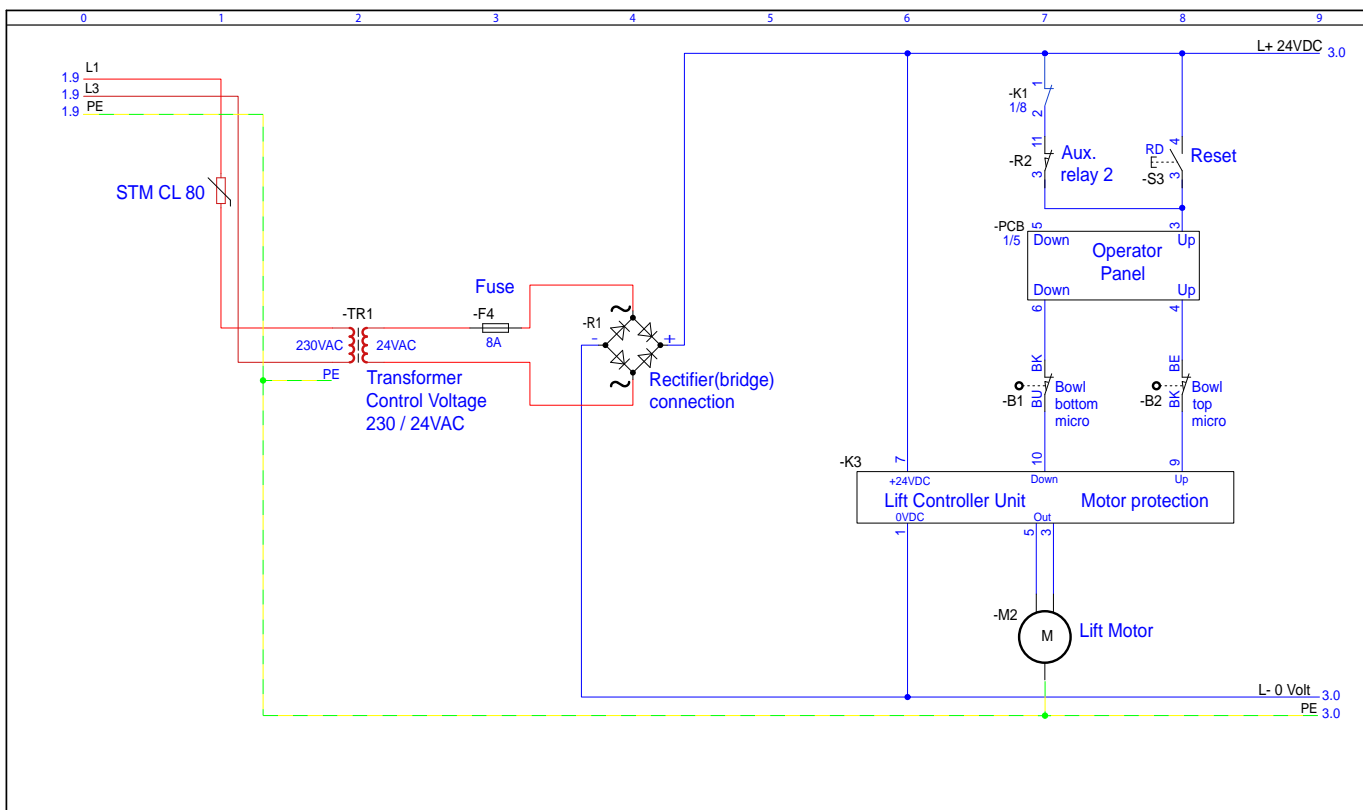 0 1 2 3 4 5 6 7 8 9
L+ 24VDC 3.0
1.9 L1
1.9 L3
1.9 PE
-K1
1/8
1
2
11
-R2
3
Aux.
relay 2
4
RD
E
-S3
3
Reset
STM CL 80
-PCB
1/5
5
3
Down
Up
Operator
Panel
Down
Up
6
4
Fuse
-F4
8A
-TR1
230VAC
24VAC
PE
Transformer
Control Voltage
230 / 24VAC
-R1
~
-
+
~
Rectifier(bridge)
connection
BK
BU
-B1
Bowl
bottom
micro
BE
BK
-B2
Bowl
top
micro
-K3
7
10
9
+24VDC
Down
Up
Lift Controller Unit
Motor protection
0VDC
Out
1
5
3
-M2
M
Lift Motor
L- 0 Volt 3.0
PE 3.0